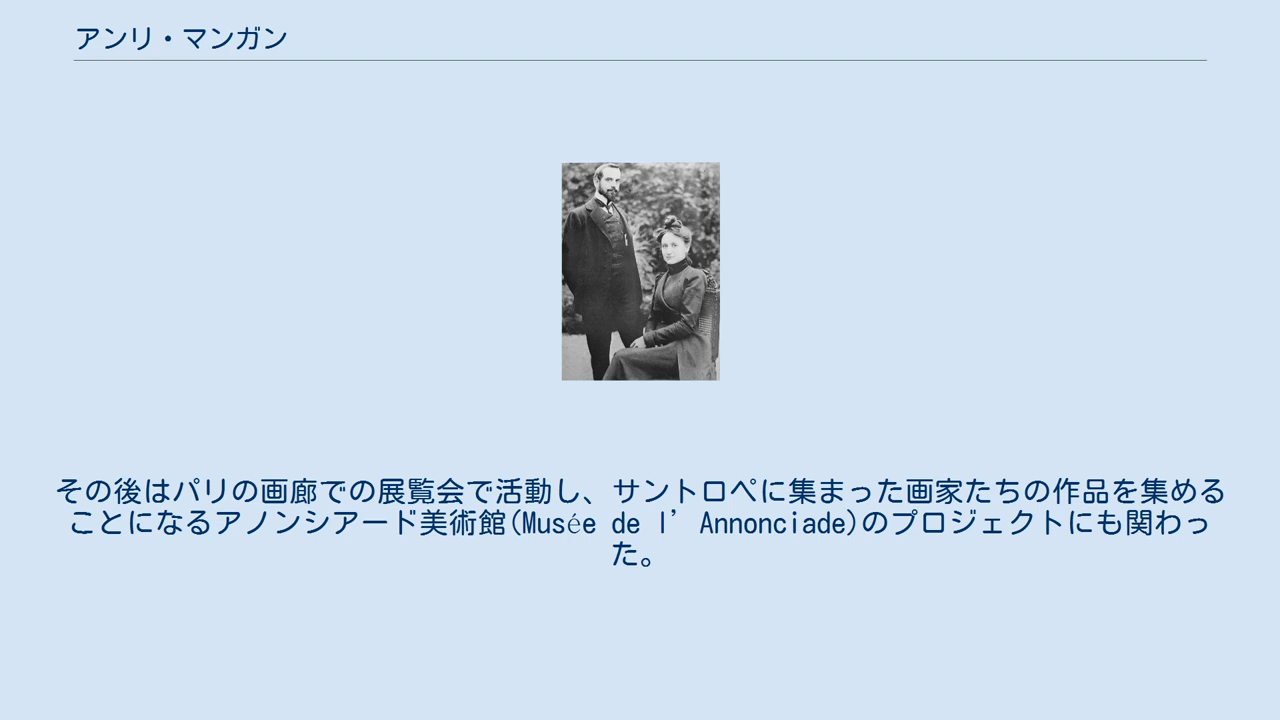 アンリ・マンガン
その後はパリの画廊での展覧会で活動し、サントロペに集まった画家たちの作品を集める
ことになるアノンシアード美術館(Musée de l’Annonciade)のプロジェクトにも関わっ
た。